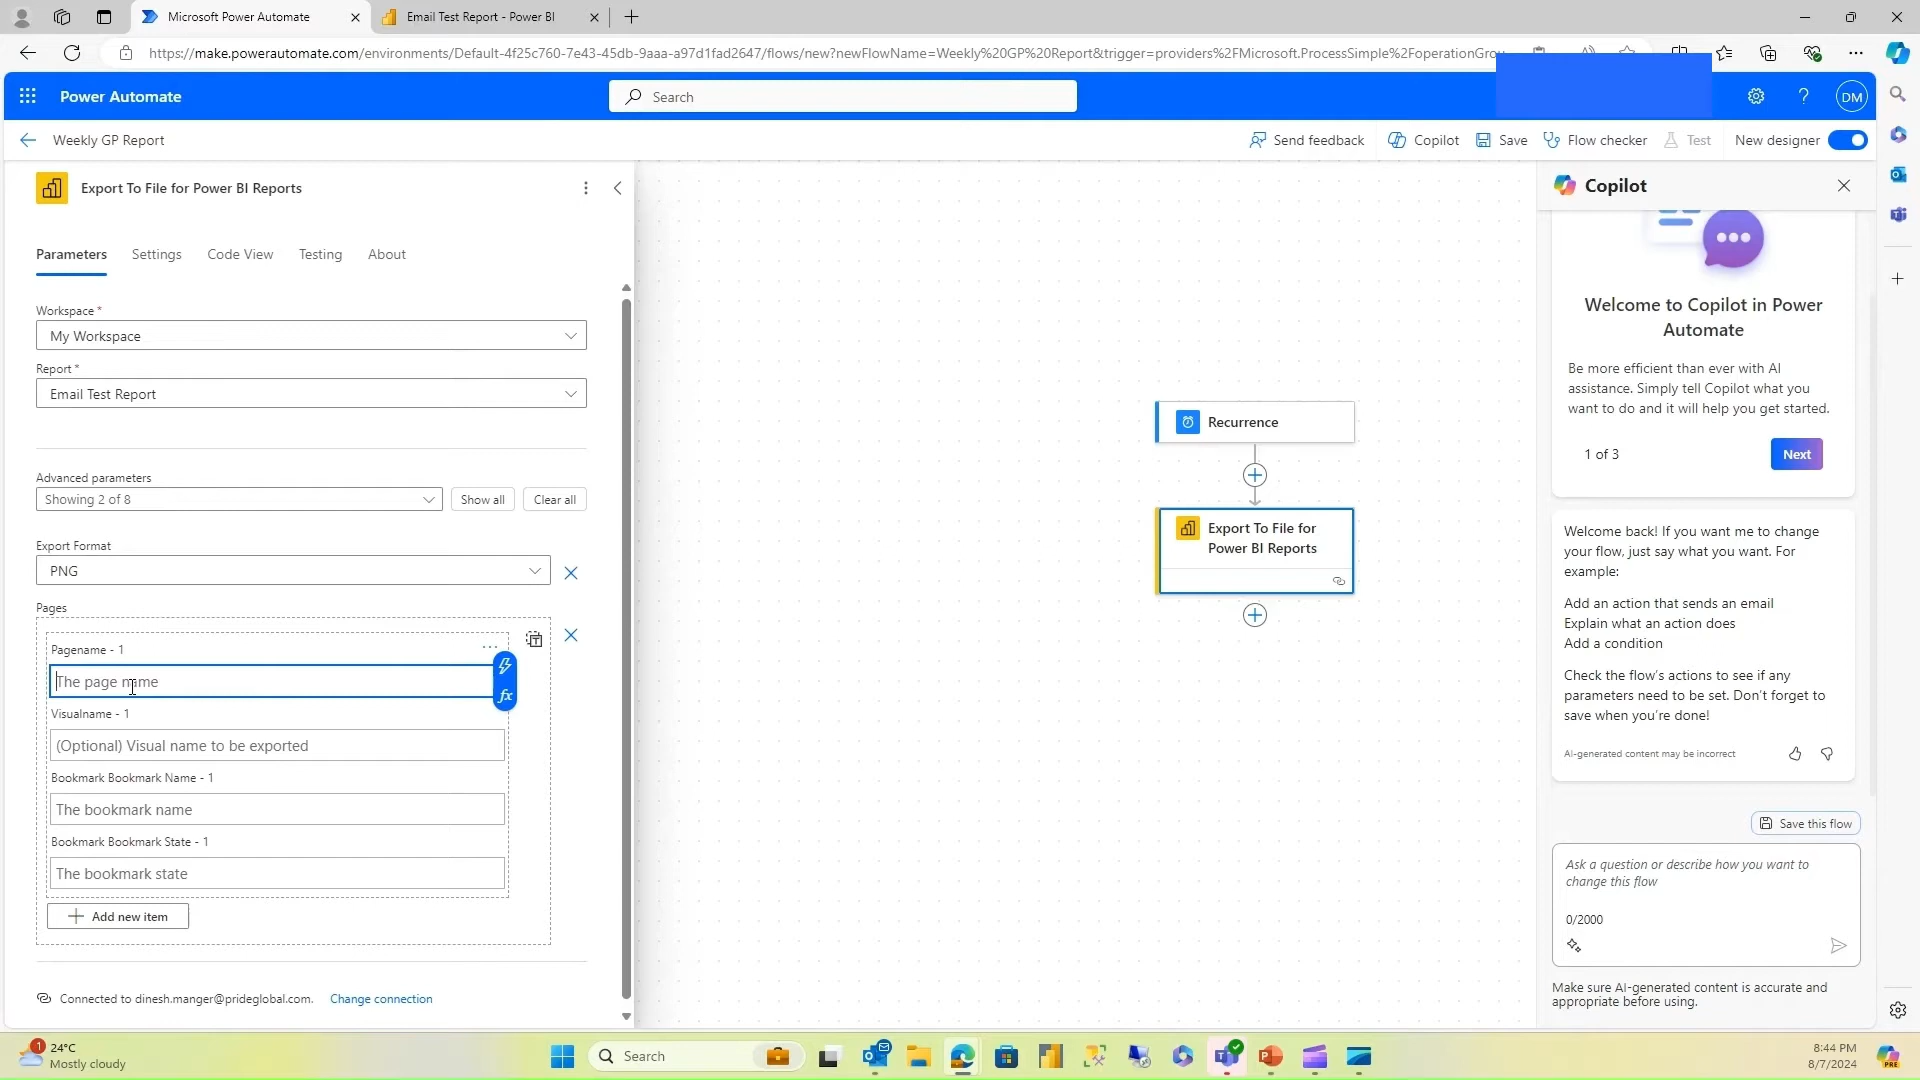 Microsoft Power Automate
Email Test Report - Power BI
https://make.powerautomate.com/environments/Default-4f25c760-7e43-45db-9aaa-a97d1fad2647/flows/new?newFlowName=Weekly%20GP%20Report&trigger=providers%2FMicrosoft.ProcessSimple%2FoperationGrou
Power Automate
Search
DM
Weekly GP Report
Send feedback
Copilot
Save
Flow checker
Test
New designer
Export To File for Power BI Reports
Parameters
Settings
Code View
Testing
About
Workspace *
My Workspace
Report *
Email Test Report
Advanced parameters
Showing 2 of 8
Show all
Clear all
Export Format
PNG
Pages
Pagename - 1
The page name
fx
Visualname - 1
(Optional) Visual name to be exported
Bookmark Bookmark Name - 1
The bookmark name
Bookmark Bookmark State - 1
The bookmark state
Add new item
Connected to dinesh.manger@prideglobal.com.
Change connection
Recurrence
Export To File for
Power BI Reports
Copilot
Welcome to Copilot in Power
Automate
Be more efficient than ever with AI
assistance. Simply tell Copilot what you
want to do and it will help you get started.
1 of 3
Next
Welcome back! If you want me to change
your flow, just say what you want. For
example:
Add an action that sends an email
Explain what an action does
Add a condition
Check the flow's actions to see if any
parameters need to be set. Don't forget to
save when you're done!
AI-generated content may be incorrect
Save this flow
Ask a question or describe how you want to
change this flow
0/2000
Make sure AI-generated content is accurate and
appropriate before using.
1
24°C
Mostly cloudy
Search
8:44 PM
8/7/2024
PRE